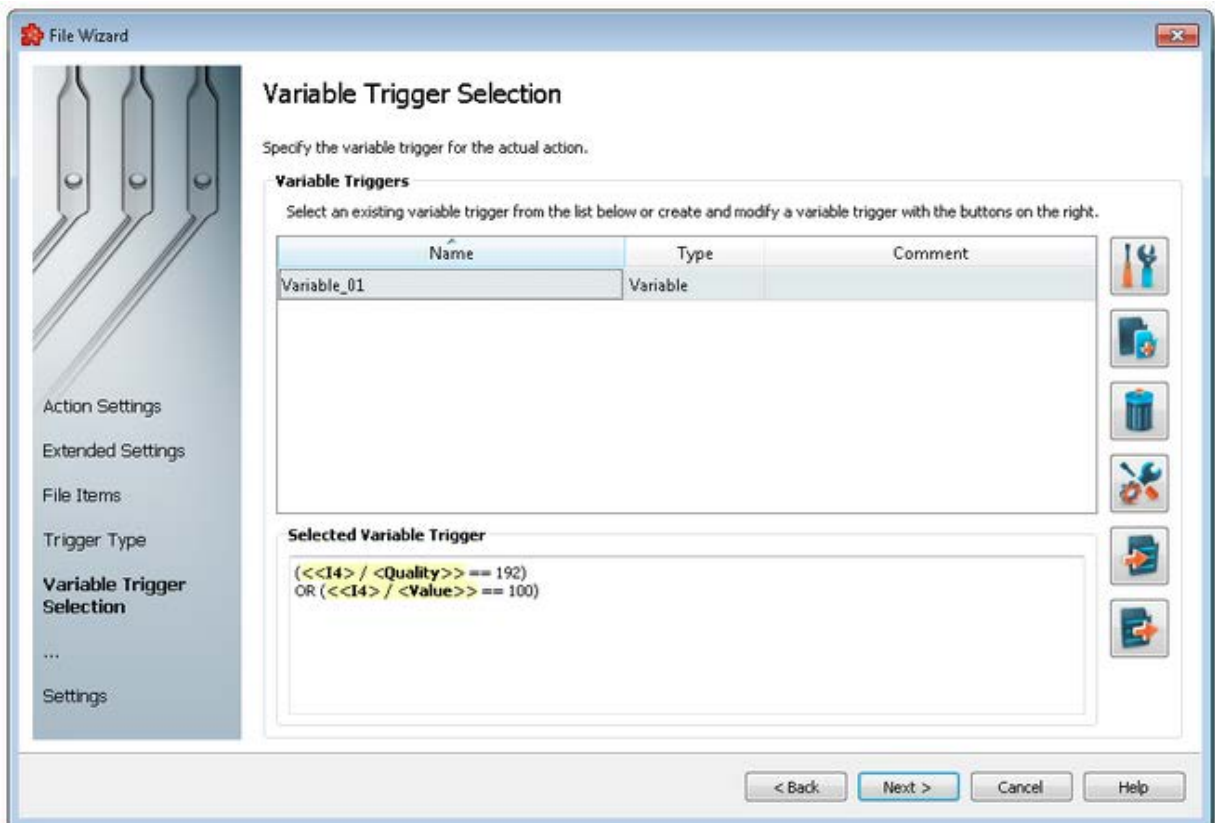 File Wizard
Variable Trigger Selection
Specify the variable trigger for the actual action.
Variable Triggers
Select an existing variable trigger from the list below or create and modify a variable trigger with the buttons on the right.
Name Type Comment
Variable_01 Variable
Action Settings
Extended Settings
File Items
Trigger Type
Variable Trigger
Selection
...
Settings
Selected Variable Trigger
(<<I4> / <Quality>> == 192)
OR (<<I4> / <Value>> == 100)
< Back Next > Cancel Help